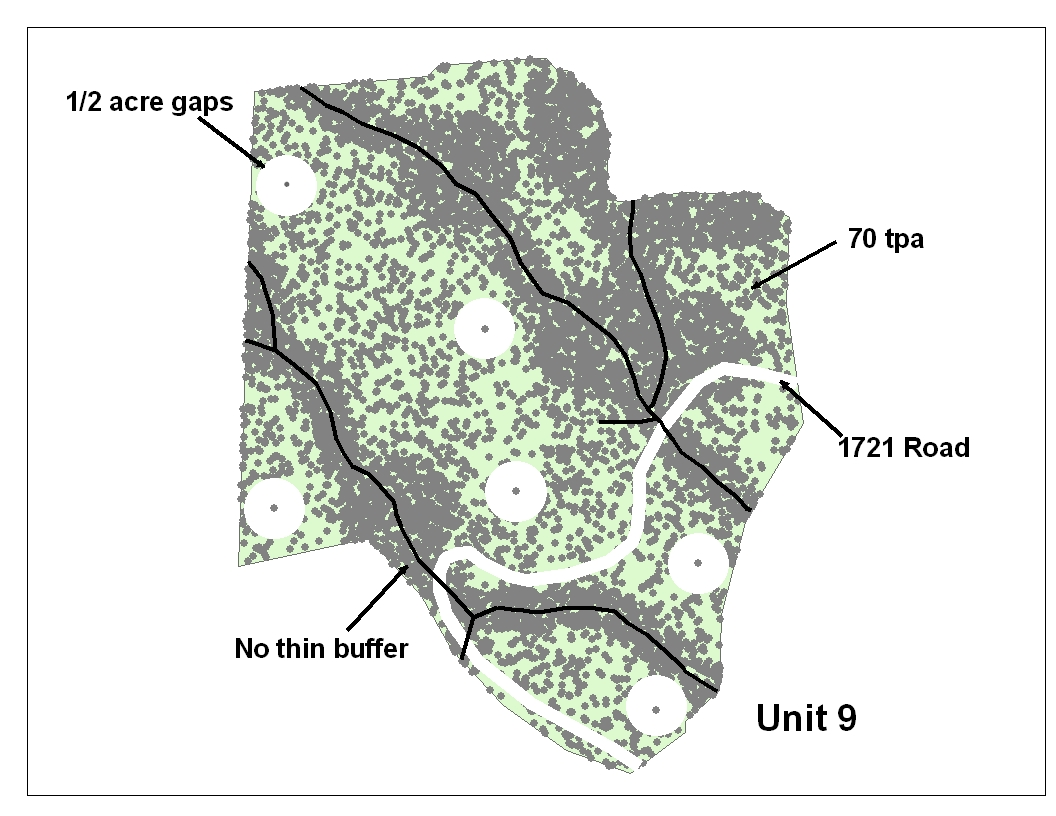 1/2 acre gaps
70 tpa
1721 Road
No thin buffer
Unit 9